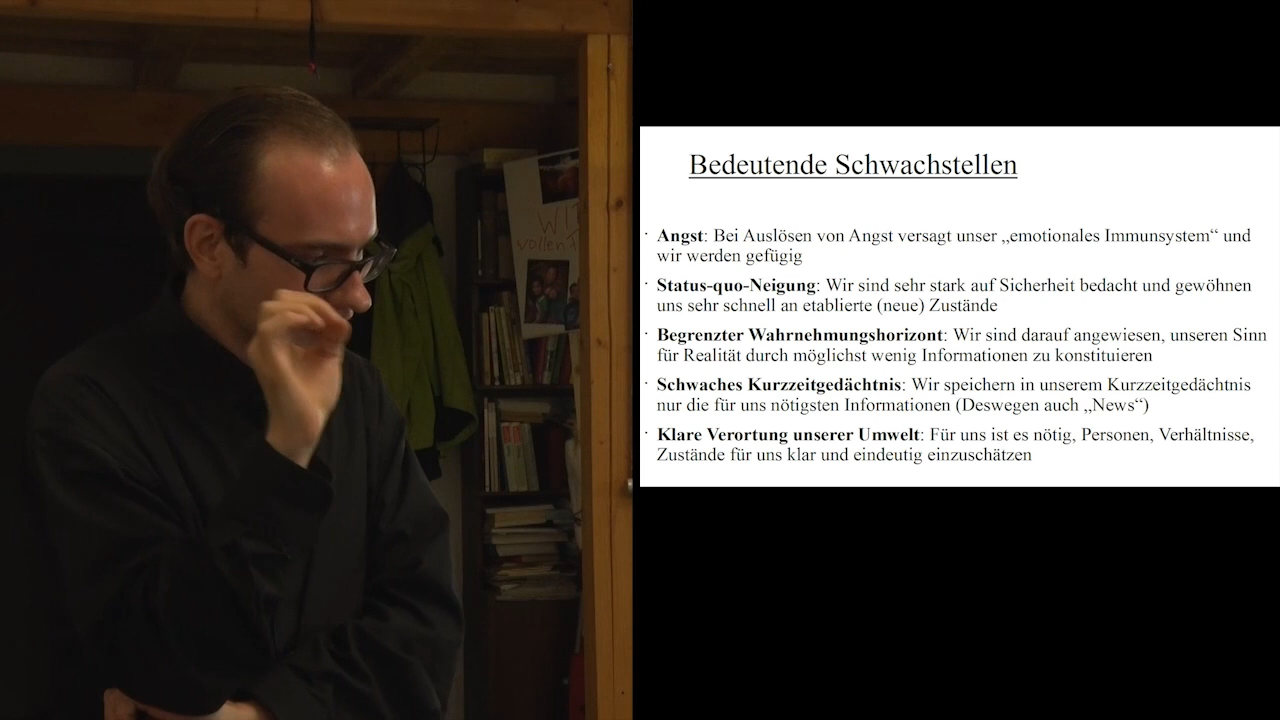 WI
wollen
Bedeutende Schwachstellen
· Angst: Bei Auslösen von Angst versagt unser „emotionales Immunsystem“ und
wir werden gefügig
· Status-quo-Neigung: Wir sind sehr stark auf Sicherheit bedacht und gewöhnen
uns sehr schnell an etablierte (neue) Zustände
· Begrenzter Wahrnehmungshorizont: Wir sind darauf angewiesen, unseren Sinn
für Realität durch möglichst wenig Informationen zu konstituieren
· Schwaches Kurzzeitgedächtnis: Wir speichern in unserem Kurzzeitgedächtnis
nur die für uns nötigsten Informationen (Deswegen auch „News“)
· Klare Verortung unserer Umwelt: Für uns ist es nötig, Personen, Verhältnisse,
Zustände für uns klar und eindeutig einzuschätzen